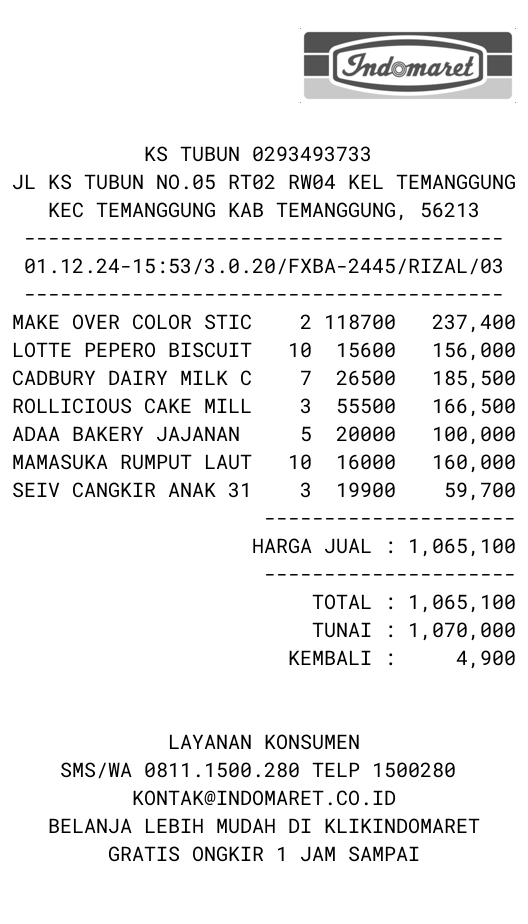 Indomaret
KS TUBUN 0293493733
JL KS TUBUN NO.05 RT02 RW04 KEL TEMANGGUNG
KEC TEMANGGUNG KAB TEMANGGUNG, 56213
----------------------------------------
01.12.24-15:53/3.0.20/FXBA-2445/RIZAL/03
----------------------------------------
MAKE OVER COLOR STIC 2 118700 237,400
LOTTE PEPERO BISCUIT 10 15600 156,000
CADBURY DAIRY MILK C 7 26500 185,500
ROLLICIOUS CAKE MILL 3 55500 166,500
ADAA BAKERY JAJANAN 5 20000 100,000
MAMASUKA RUMPUT LAUT 10 16000 160,000
SEIV CANGKIR ANAK 31 3 19900 59,700
---------------------
HARGA JUAL : 1,065,100
---------------------
TOTAL : 1,065,100
TUNAI : 1,070,000
KEMBALI : 4,900
LAYANAN KONSUMEN
SMS/WA 0811.1500.280 TELP 1500280
KONTAK@INDOMARET.CO.ID
BELANJA LEBIH MUDAH DI KLIKINDOMARET
GRATIS ONGKIR 1 JAM SAMPAI